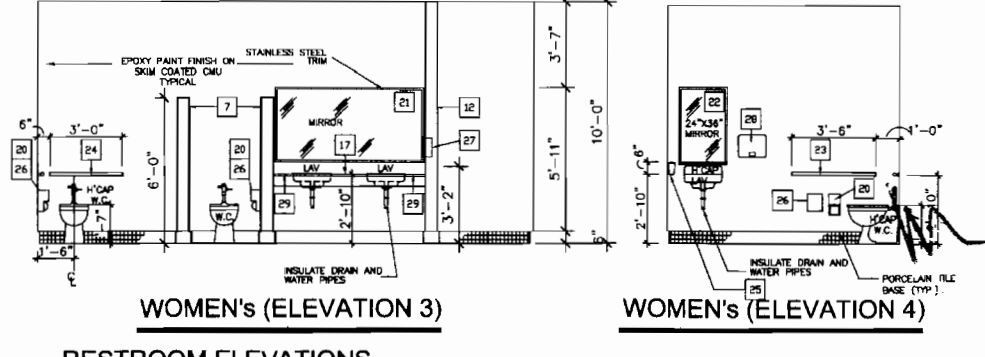 EPOXY PAINT FINISH ON
SKIM COATED CMU
TYPICAL
STAINLESS STEEL
TRIM
3'-7"
10'-0"
5'-11"
6"
7
21
12
27
MIRROR
17
LAV
LAV
29
29
6"
3'-0"
24
20
26
20
26
6'-0"
H'CAP
W.C.
W.C.
1'-6"
2'-10"
3'-2"
INSULATE DRAIN AND
WATER PIPES
WOMEN's (ELEVATION 3)
22
24"X36"
MIRROR
28
3'-6"
1'-0"
23
6"
H'CAP
LAV
2'-10"
26
20
H'CAP
W.C.
INSULATE DRAIN AND
WATER PIPES
25
PORCELAIN TILE
BASE (TYP.)
WOMEN's (ELEVATION 4)
RESTROOM ELEVATIONS